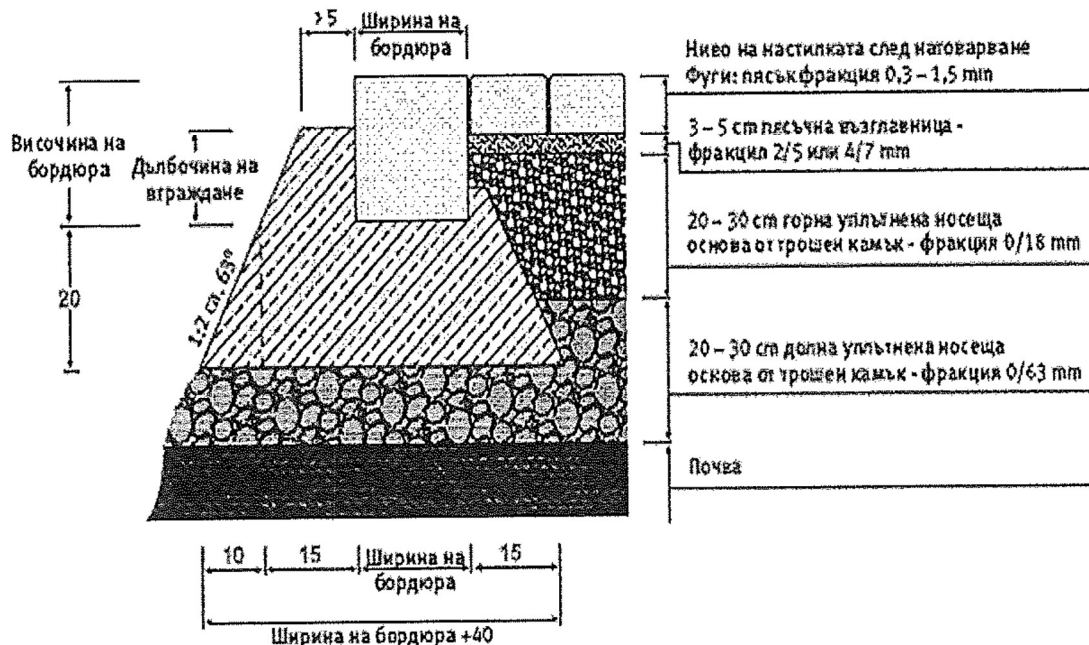 >5
Ширина на
бордюра
Височина на
бордюра
Дълбочина на
вграждане
20
1:2 ca. 63°
Ниво на настилката след натоварване
Фуги: пясък фракция 0,3 – 1,5 mm
3 – 5 cm пясъчна възглавница -
фракция 2/5 или 4/7 mm
20 – 30 cm горна уплътнена носеща
основа от трошен камък - фракция 0/18 mm
20 – 30 cm долна уплътнена носеща
основа от трошен камък - фракция 0/63 mm
Почва
10
15
Ширина на
бордюра
15
Ширина на бордюра +40